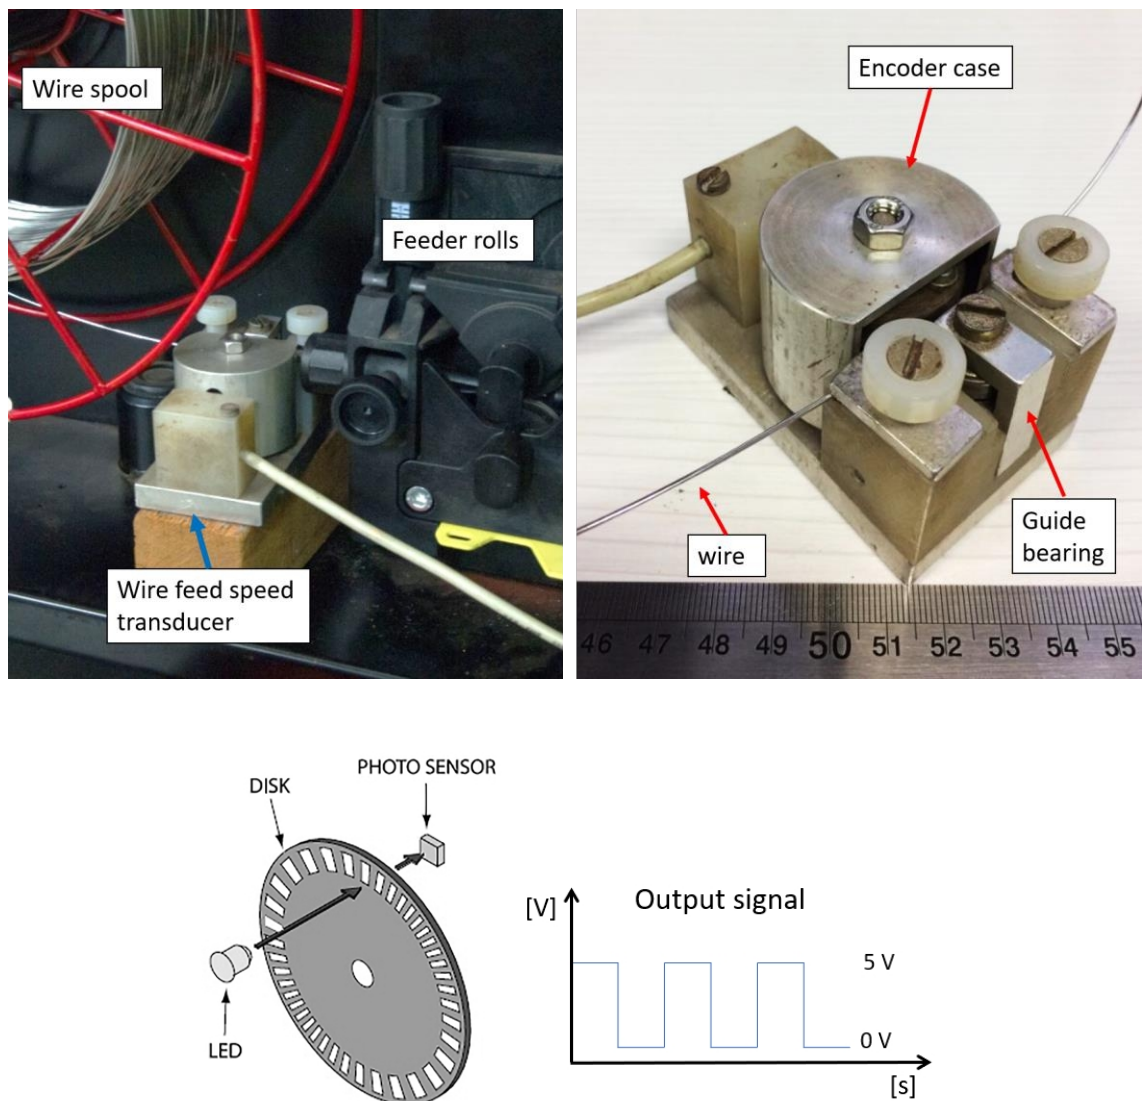 Wire spool
Feeder rolls
Wire feed speed
transducer
Encoder case
wire
Guide
bearing
46 47 48 49 50 51 52 53 54 55
PHOTO SENSOR
DISK
LED
[V]
Output signal
5 V
0 V
[s]